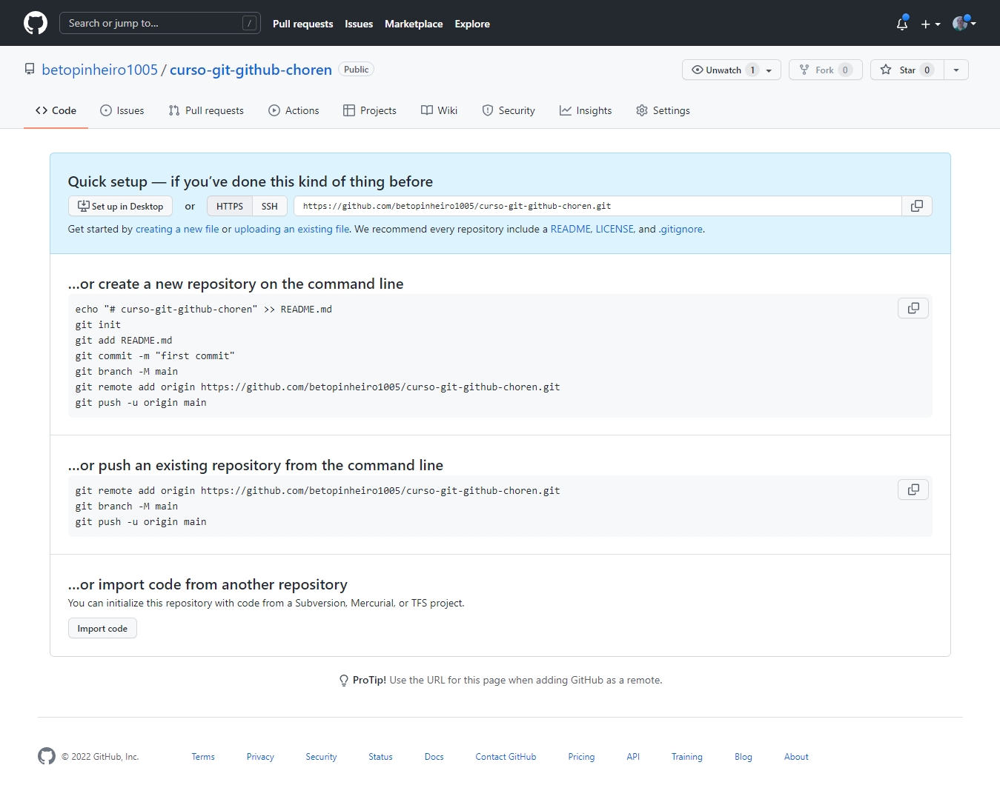 Search or jump to... / Pull requests Issues Marketplace Explore
betopinheiro1005 / curso-git-github-choren Public Unwatch 1 Fork 0 Star 0
Code Issues Pull requests Actions Projects Wiki Security Insights Settings
Quick setup — if you’ve done this kind of thing before
Set up in Desktop or HTTPS SSH https://github.com/betopinheiro1005/curso-git-github-choren.git
Get started by creating a new file or uploading an existing file. We recommend every repository include a README, LICENSE, and .gitignore.
…or create a new repository on the command line
echo "# curso-git-github-choren" >> README.md
git init
git add README.md
git commit -m "first commit"
git branch -M main
git remote add origin https://github.com/betopinheiro1005/curso-git-github-choren.git
git push -u origin main
…or push an existing repository from the command line
git remote add origin https://github.com/betopinheiro1005/curso-git-github-choren.git
git branch -M main
git push -u origin main
…or import code from another repository
You can initialize this repository with code from a Subversion, Mercurial, or TFS project.
Import code
ProTip! Use the URL for this page when adding GitHub as a remote.
© 2022 GitHub, Inc. Terms Privacy Security Status Docs Contact GitHub Pricing API Training Blog About